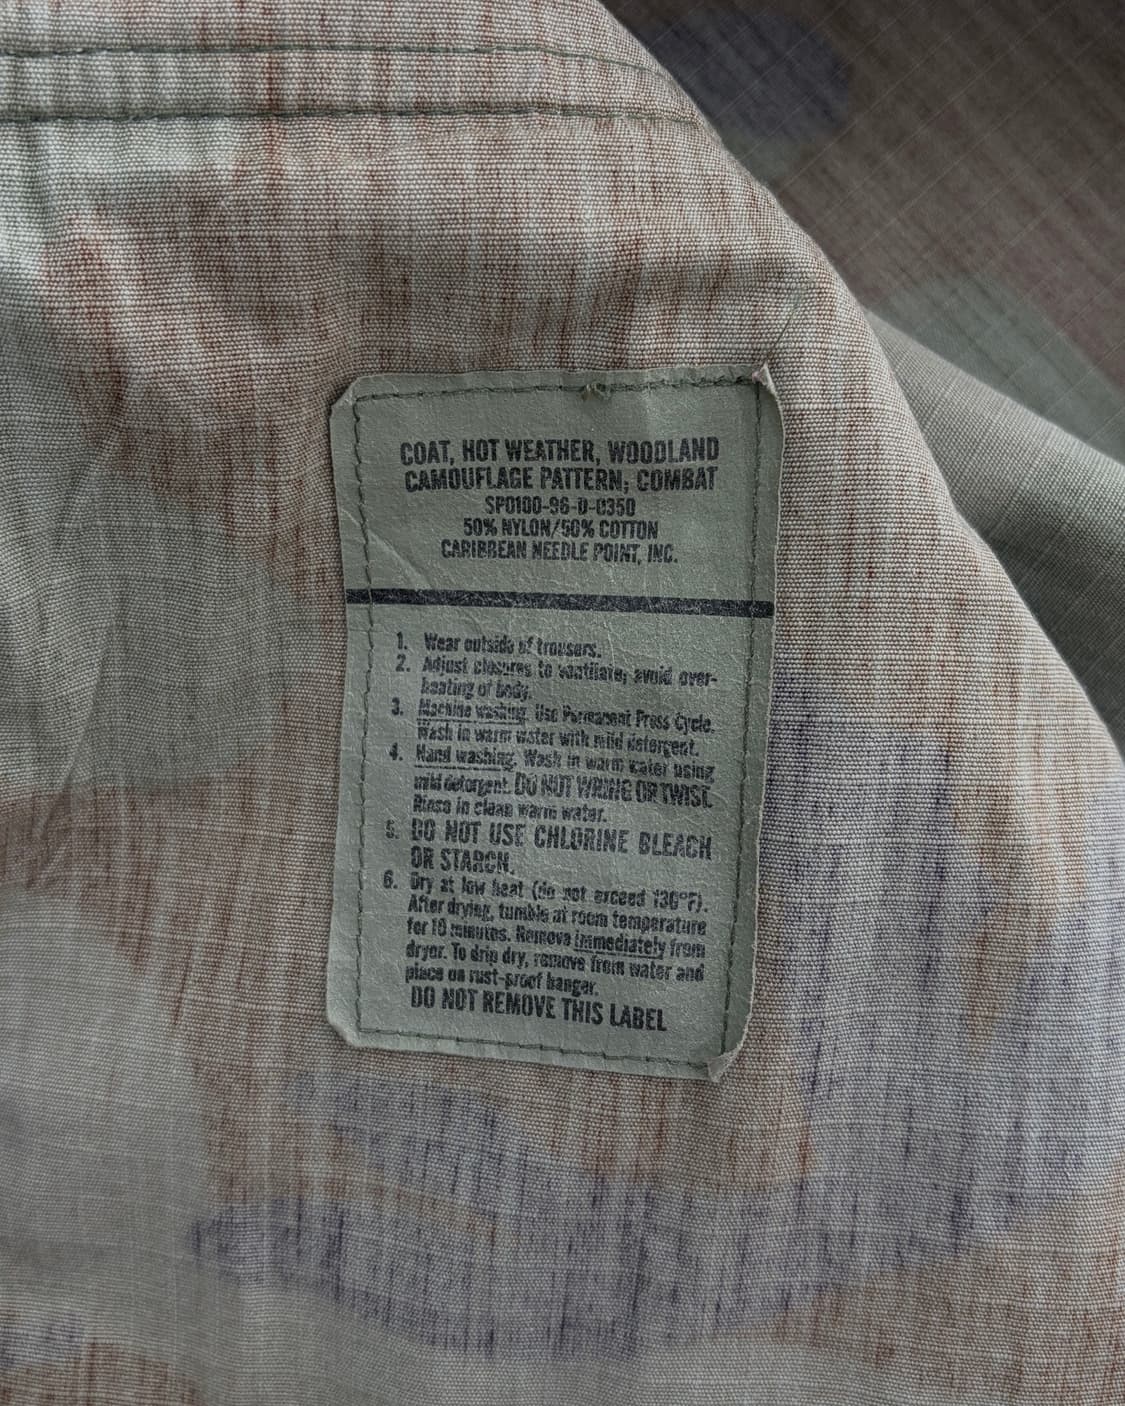 COAT, HOT WEATHER, WOODLAND
CAMOUFLAGE PATTERN; COMBAT
SP0100-96-D-0350
50% NYLON/50% COTTON
CARIBBEAN NEEDLE POINT, INC.
1. Wear outside of trousers.
2. Adjust closures to ventilate; avoid over-
heating of body.
3. Machine washing. Use Permanent Press Cycle.
Wash in warm water with mild detergent.
4. Hand washing. Wash in warm water using
mild detergent. DO NOT WRING OR TWIST.
Rinse in clean warm water.
5. DO NOT USE CHLORINE BLEACH
OR STARCH.
6. Dry at low heat (do not exceed 130°F).
After drying, tumble at room temperature
for 10 minutes. Remove immediately from
dryer. To drip dry, remove from water and
place on rust-proof hanger.
DO NOT REMOVE THIS LABEL